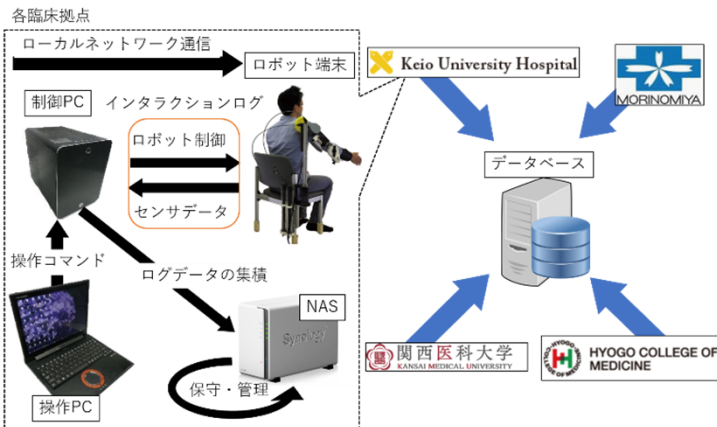 各臨床拠点
ローカルネットワーク通信
ロボット端末
制御PC
インタラクションログ
ロボット制御
センサデータ
操作コマンド
ログデータの集積
NAS
Synology
保守・管理
操作PC
Keio University Hospital
MORINOMIYA
データベース
関西医科大学
KANSAI MEDICAL UNIVERSITY
HYOGO COLLEGE OF
MEDICINE